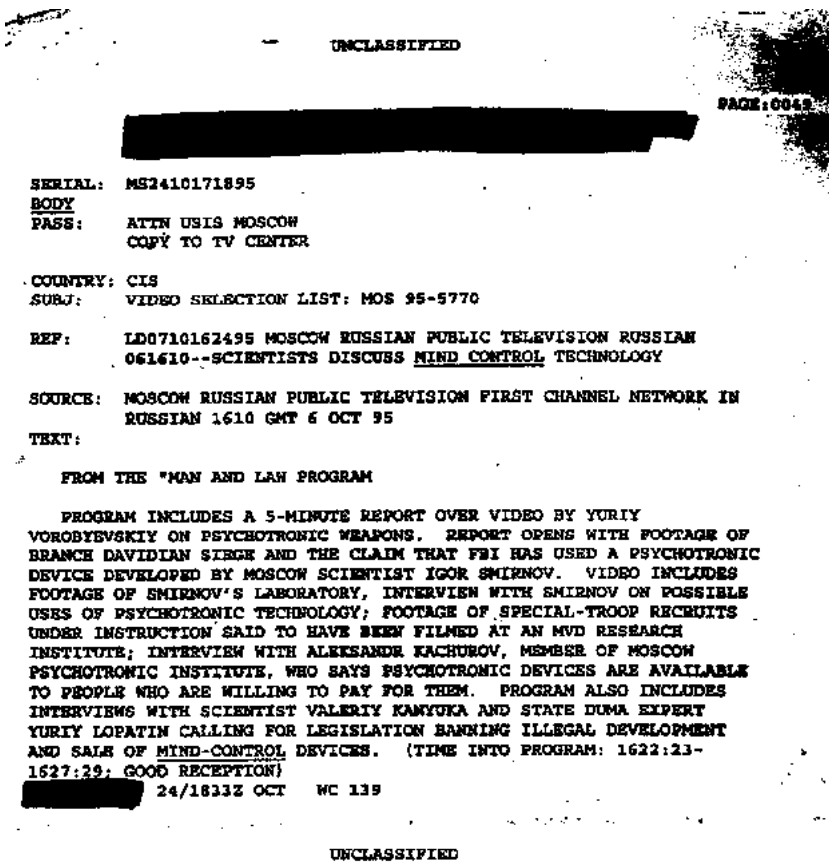 UNCLASSIFIED
PAGE:0049
SERIAL: MS2410171895
BODY
PASS: ATTN USIS MOSCOW
COPY TO TV CENTER
COUNTRY: CIS
SUBJ: VIDEO SELECTION LIST: MOS 95-5770
REF: LD0710162495 MOSCOW RUSSIAN PUBLIC TELEVISION RUSSIAN
061610--SCIENTISTS DISCUSS MIND CONTROL TECHNOLOGY
SOURCE: MOSCOW RUSSIAN PUBLIC TELEVISION FIRST CHANNEL NETWORK IN
RUSSIAN 1610 GMT 6 OCT 95
TEXT:
FROM THE "MAN AND LAW PROGRAM
PROGRAM INCLUDES A 5-MINUTE REPORT OVER VIDEO BY YURIY
VOROBYEVSKIY ON PSYCHOTRONIC WEAPONS. REPORT OPENS WITH FOOTAGE OF
BRANCH DAVIDIAN SIEGE AND THE CLAIM THAT FBI HAS USED A PSYCHOTRONIC
DEVICE DEVELOPED BY MOSCOW SCIENTIST IGOR SMIRNOV. VIDEO INCLUDES
FOOTAGE OF SMIRNOV'S LABORATORY, INTERVIEW WITH SMIRNOV ON POSSIBLE
USES OF PSYCHOTRONIC TECHNOLOGY; FOOTAGE OF SPECIAL-TROOP RECRUITS
UNDER INSTRUCTION SAID TO HAVE BEEN FILMED AT AN MVD RESEARCH
INSTITUTE; INTERVIEW WITH ALEKSANDR KACHUROV, MEMBER OF MOSCOW
PSYCHOTRONIC INSTITUTE, WHO SAYS PSYCHOTRONIC DEVICES ARE AVAILABLE
TO PEOPLE WHO ARE WILLING TO PAY FOR THEM. PROGRAM ALSO INCLUDES
INTERVIEWS WITH SCIENTIST VALERIY KANYUKA AND STATE DUMA EXPERT
YURIY LOPATIN CALLING FOR LEGISLATION BANNING ILLEGAL DEVELOPMENT
AND SALE OF MIND-CONTROL DEVICES. (TIME INTO PROGRAM: 1622:23-
1627:29; GOOD RECEPTION)
24/1833Z OCT WC 139
UNCLASSIFIED